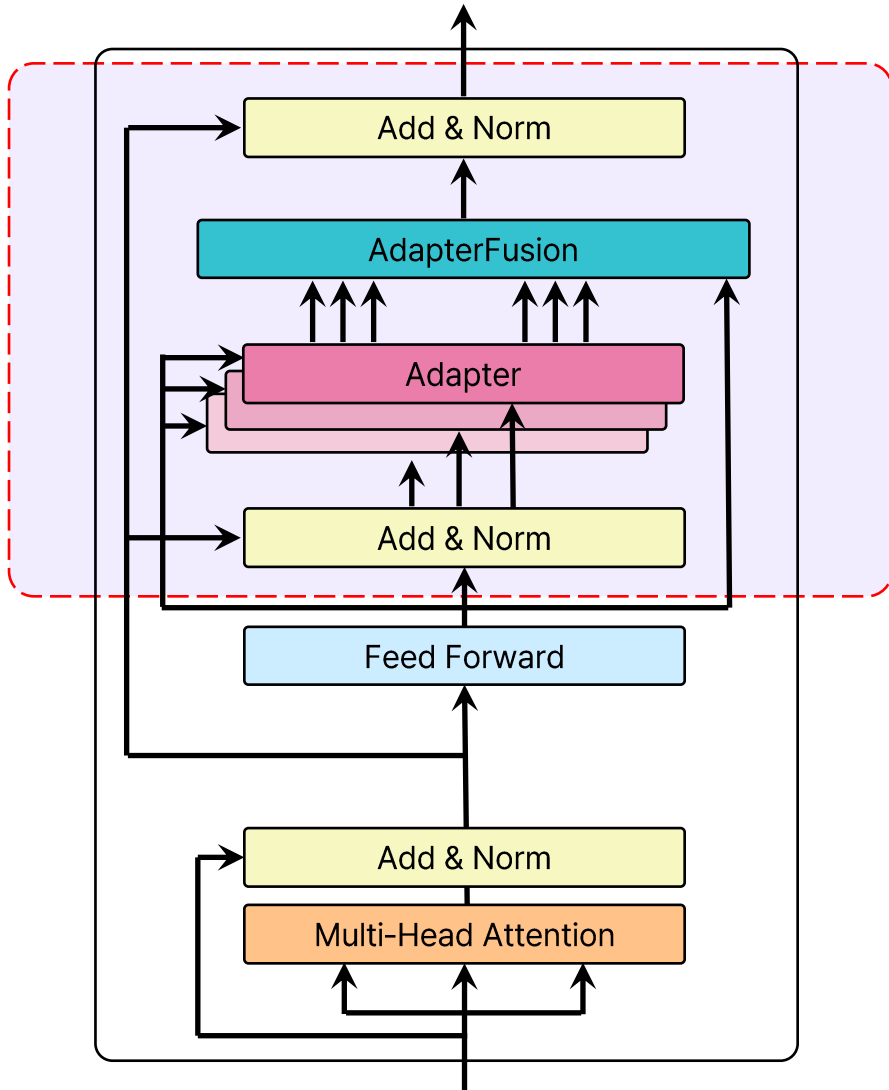 Add & Norm
AdapterFusion
Adapter
Add & Norm
Feed Forward
Add & Norm
Multi-Head Attention